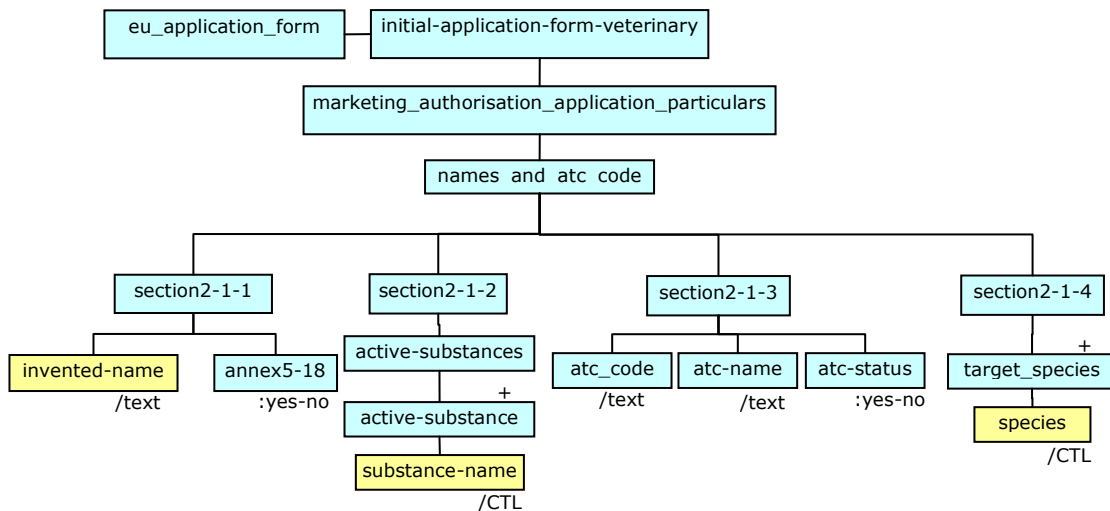 eu_application_form
initial-application-form-veterinary
marketing_authorisation_application_particulars
names and atc code
section2-1-1
section2-1-2
section2-1-3
section2-1-4
invented-name
/text
annex5-18
:yes-no
active-substances
+
active-substance
substance-name
/CTL
atc_code
/text
atc-name
/text
atc-status
:yes-no
+
target_species
species
/CTL